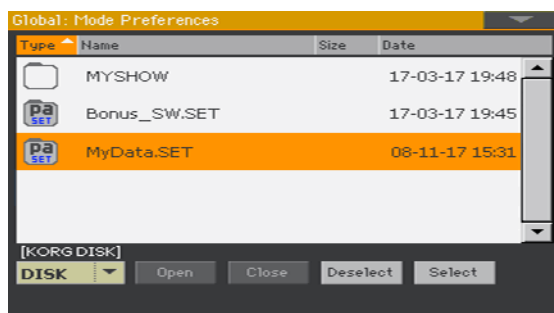 Global: Mode Preferences
Type Name Size Date
MYSHOW 17-03-17 19:48
Pa SET Bonus_SW.SET 17-03-17 19:45
Pa SET MyData.SET 08-11-17 15:31
[KORG DISK]
DISK Open Close Deselect Select